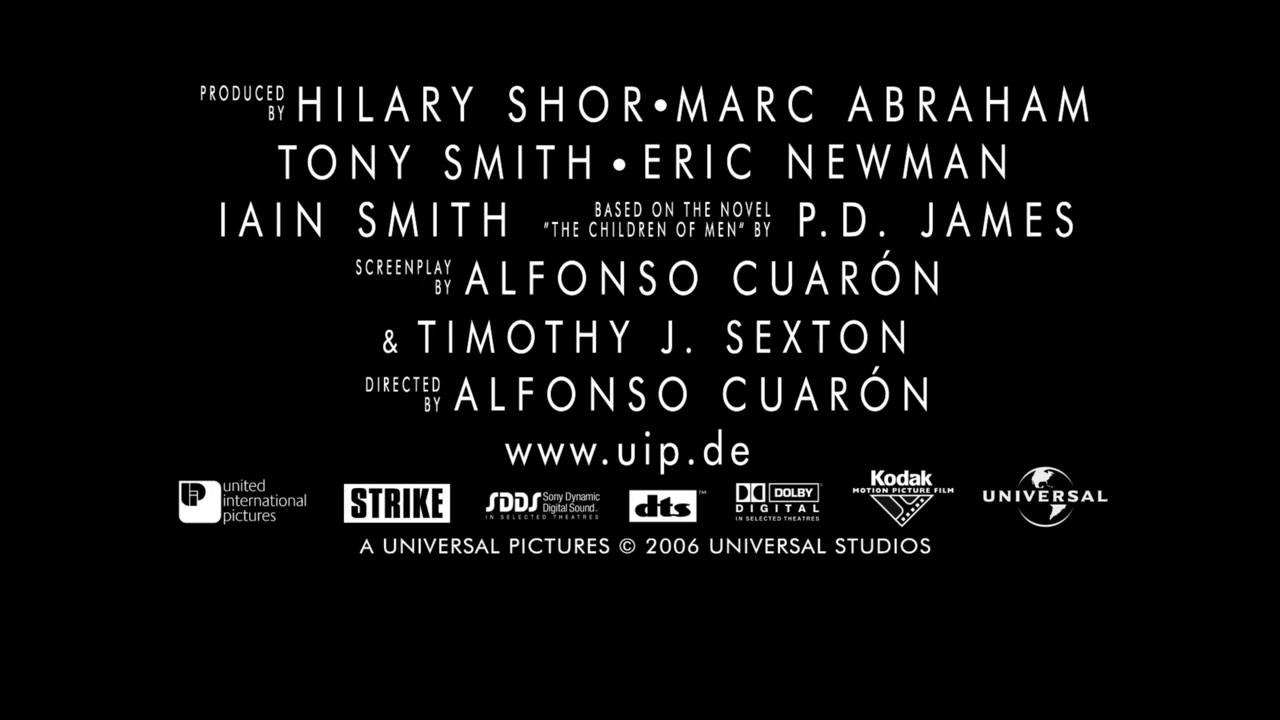 PRODUCED BY HILARY SHOR • MARC ABRAHAM
TONY SMITH • ERIC NEWMAN
IAIN SMITH BASED ON THE NOVEL "THE CHILDREN OF MEN" BY P.D. JAMES
SCREENPLAY BY ALFONSO CUARÓN
& TIMOTHY J. SEXTON
DIRECTED BY ALFONSO CUARÓN
www.uip.de
united international pictures STRIKE SDDS Sony Dynamic Digital Sound. IN SELECTED THEATRES dts ™ DOLBY DIGITAL IN SELECTED THEATRES Kodak MOTION PICTURE FILM UNIVERSAL
A UNIVERSAL PICTURES © 2006 UNIVERSAL STUDIOS